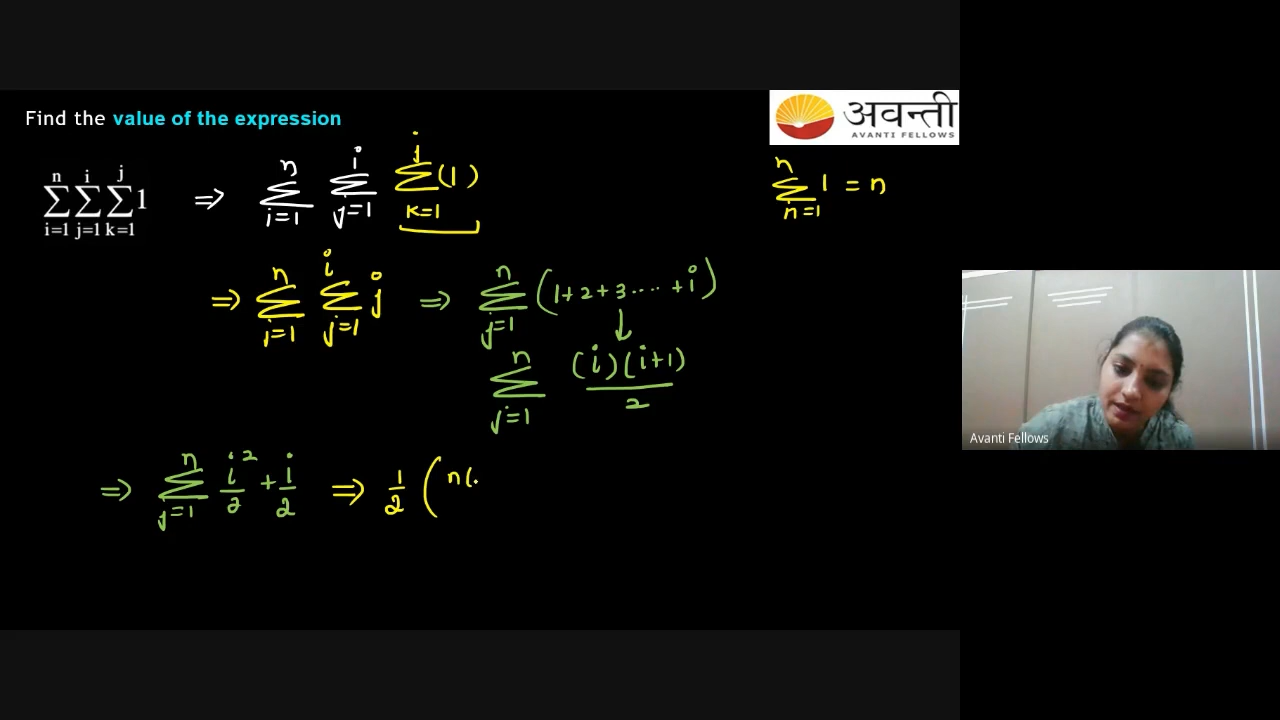 Find the value of the expression
अवन्ती
AVANTI FELLOWS
n i j
∑ ∑ ∑ 1 ⇒ n ∑ i=1 i ∑ j=1 j ∑ k=1 (1)
i=1 j=1 k=1
n ∑ n=1 1 = n
⇒ n ∑ i=1 i ∑ j=1 j ⇒ n ∑ j=1 (1+2+3.....+i)
↓
n ∑ j=1 (i)(i+1)/2
⇒ n ∑ j=1 i²/2 + i/2 ⇒ 1/2 ( n(
Avanti Fellows